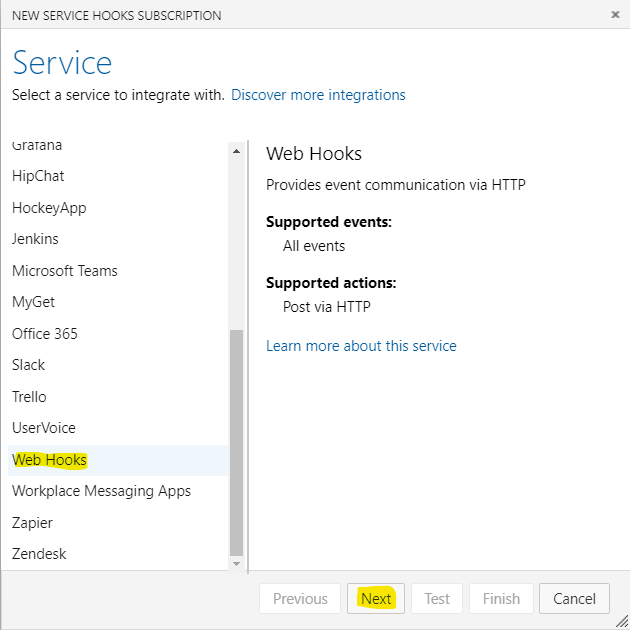 NEW SERVICE HOOKS SUBSCRIPTION
Service
Select a service to integrate with. Discover more integrations
Grafana
HipChat
HockeyApp
Jenkins
Microsoft Teams
MyGet
Office 365
Slack
Trello
UserVoice
Web Hooks
Workplace Messaging Apps
Zapier
Zendesk
Web Hooks
Provides event communication via HTTP
Supported events:
All events
Supported actions:
Post via HTTP
Learn more about this service
Previous Next Test Finish Cancel